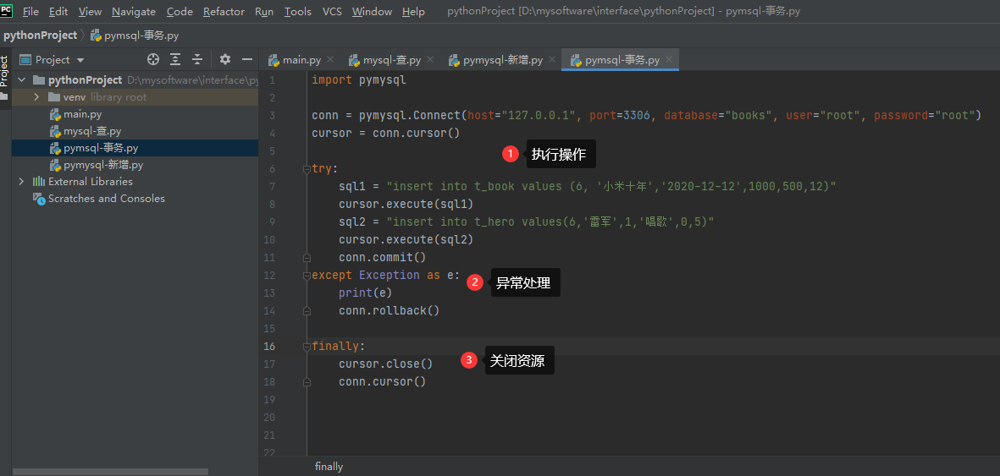 PC File Edit View Navigate Code Refactor Run Tools VCS Window Help pythonProject [D:\mysoftware\interface\pythonProject] - pymsql-事务.py
pythonProject pymsql-事务.py
Project
Project
main.py mysql-查.py pymysql-新增.py pymsql-事务.py
pythonProject D:\mysoftware\interface\py
venv library root
main.py
mysql-查.py
pymsql-事务.py
pymysql-新增.py
External Libraries
Scratches and Consoles
1 import pymysql
2
3 conn = pymysql.Connect(host="127.0.0.1", port=3306, database="books", user="root", password="root")
4 cursor = conn.cursor()
5
1 执行操作
6 try:
7 sql1 = "insert into t_book values (6, '小米十年','2020-12-12',1000,500,12)"
8 cursor.execute(sql1)
9 sql2 = "insert into t_hero values(6,'雷军',1,'唱歌',0,5)"
10 cursor.execute(sql2)
11 conn.commit()
12 except Exception as e:
2 异常处理
13 print(e)
14 conn.rollback()
15
16 finally:
3 关闭资源
17 cursor.close()
18 conn.cursor()
19
20
21
22
finally